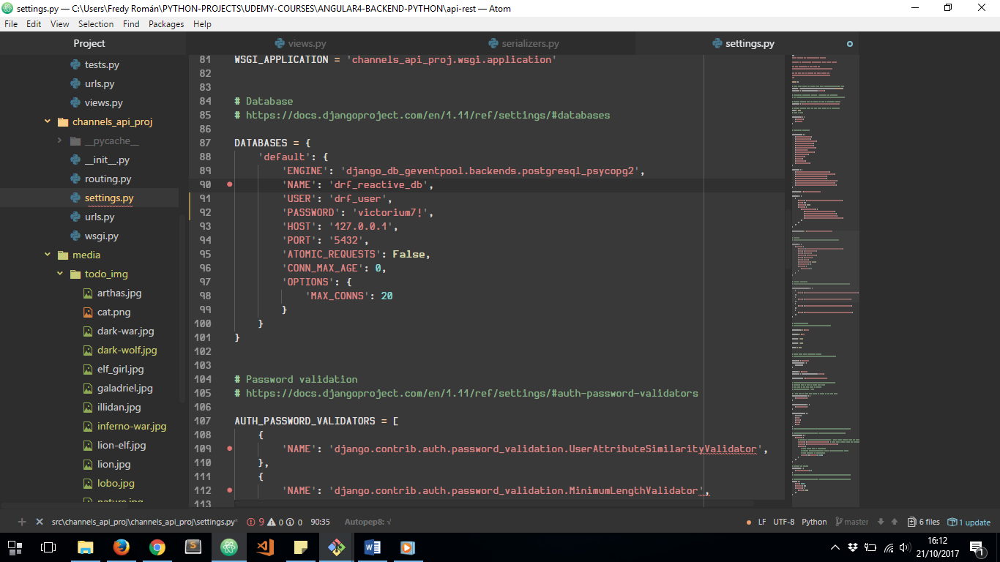 settings.py — C:\Users\Fredy Román\PYTHON-PROJECTS\UDEMY-COURSES\ANGULAR4-BACKEND-PYTHON\api-rest — Atom
File Edit View Selection Find Packages Help
Project
tests.py
urls.py
views.py
channels_api_proj
__pycache__
__init__.py
routing.py
settings.py
urls.py
wsgi.py
media
todo_img
arthas.jpg
cat.png
dark-war.jpg
dark-wolf.jpg
elf_girl.jpg
galadriel.jpg
illidan.jpg
inferno-war.jpg
lion-elf.jpg
lion.jpg
lobo.jpg
views.py serializers.py settings.py
81 WSGI_APPLICATION = 'channels_api_proj.wsgi.application'
82
83
84 # Database
85 # https://docs.djangoproject.com/en/1.11/ref/settings/#databases
86
87 DATABASES = {
88 'default': {
89 'ENGINE': 'django_db_geventpool.backends.postgresql_psycopg2',
90 'NAME': 'drf_reactive_db',
91 'USER': 'drf_user',
92 'PASSWORD': 'victorium7!',
93 'HOST': '127.0.0.1',
94 'PORT': '5432',
95 'ATOMIC_REQUESTS': False,
96 'CONN_MAX_AGE': 0,
97 'OPTIONS': {
98 'MAX_CONNS': 20
99 }
100 }
101 }
102
103
104 # Password validation
105 # https://docs.djangoproject.com/en/1.11/ref/settings/#auth-password-validators
106
107 AUTH_PASSWORD_VALIDATORS = [
108 {
109 'NAME': 'django.contrib.auth.password_validation.UserAttributeSimilarityValidator',
110 },
111 {
112 'NAME': 'django.contrib.auth.password_validation.MinimumLengthValidator',
113
src\channels_api_proj\channels_api_proj\settings.py* 9 0 0 90:35 Autopep8: √ LF UTF-8 Python master 6 files 1 update
16:12
21/10/2017
1